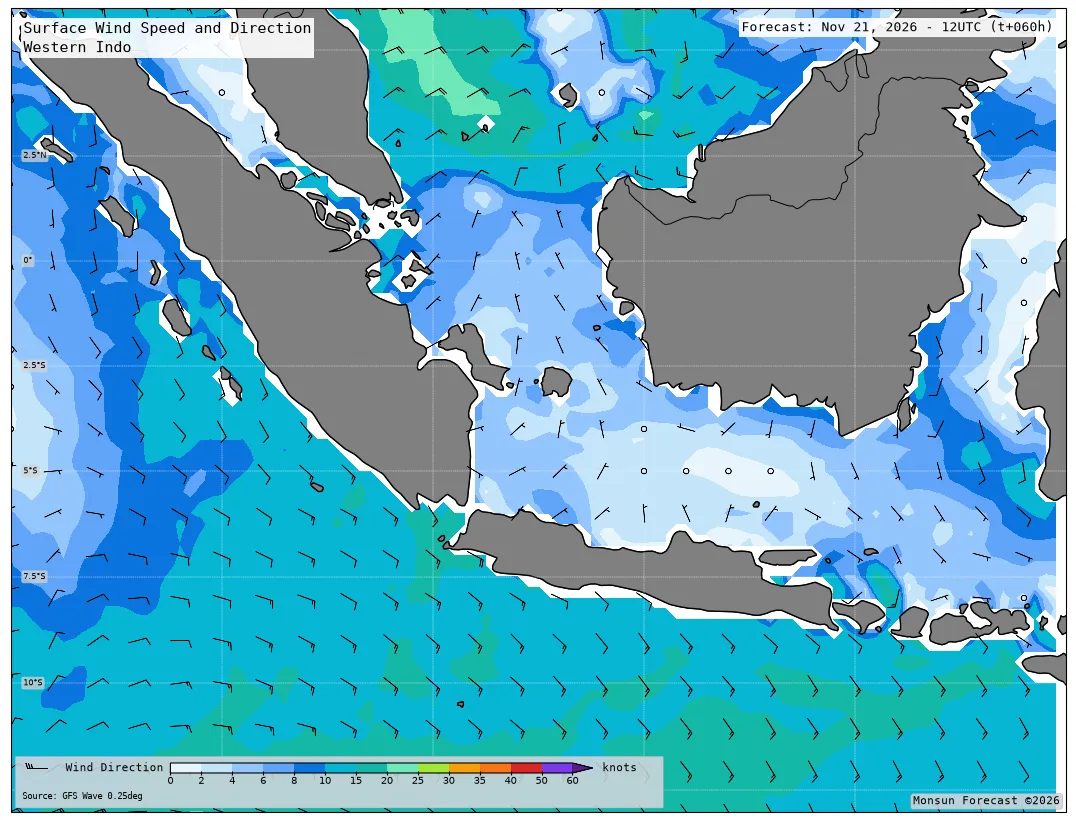 Surface Wind Speed and Direction
Western Indo
Forecast: Nov 21, 2026 - 12UTC (t+060h)
2.5°N
0°
2.5°S
5°S
7.5°S
10°S
Wind Direction
knots
0 2 4 6 8 10 15 20 25 30 35 40 50 60
Source: GFS Wave 0.25deg
Monsun Forecast ©2026